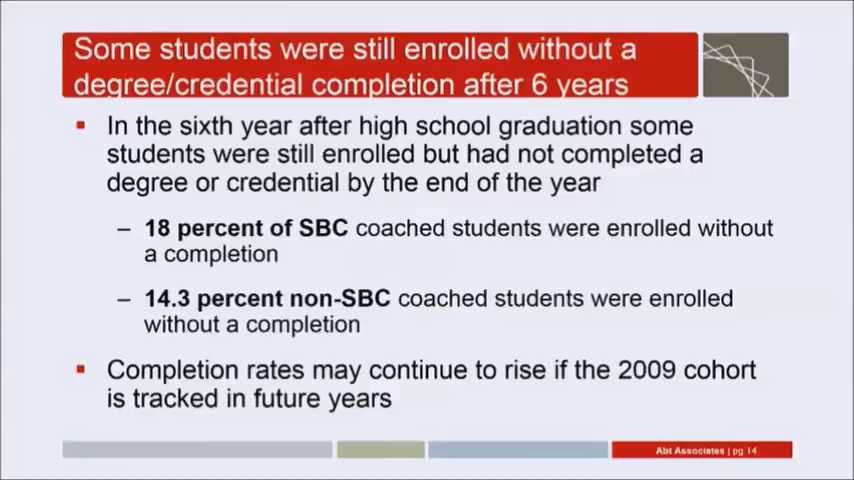 Some students were still enrolled without a
degree/credential completion after 6 years
▪ In the sixth year after high school graduation some
students were still enrolled but had not completed a
degree or credential by the end of the year
– 18 percent of SBC coached students were enrolled without
a completion
– 14.3 percent non-SBC coached students were enrolled
without a completion
▪ Completion rates may continue to rise if the 2009 cohort
is tracked in future years
Abt Associates | pg 14